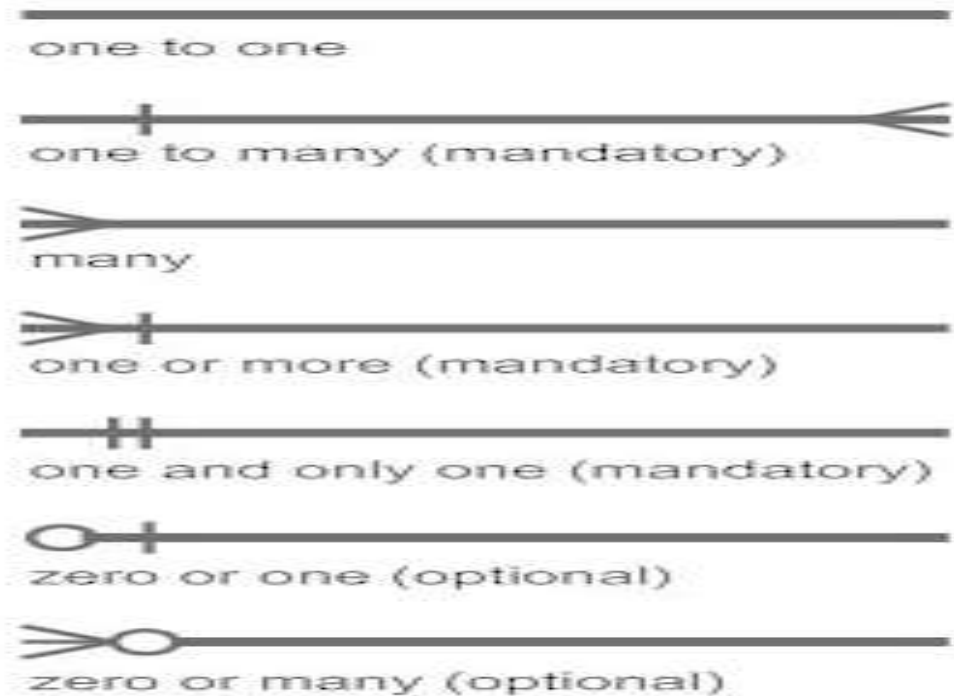 one to one
one to many (mandatory)
many
one or more (mandatory)
one and only one (mandatory)
zero or one (optional)
zero or many (optional)